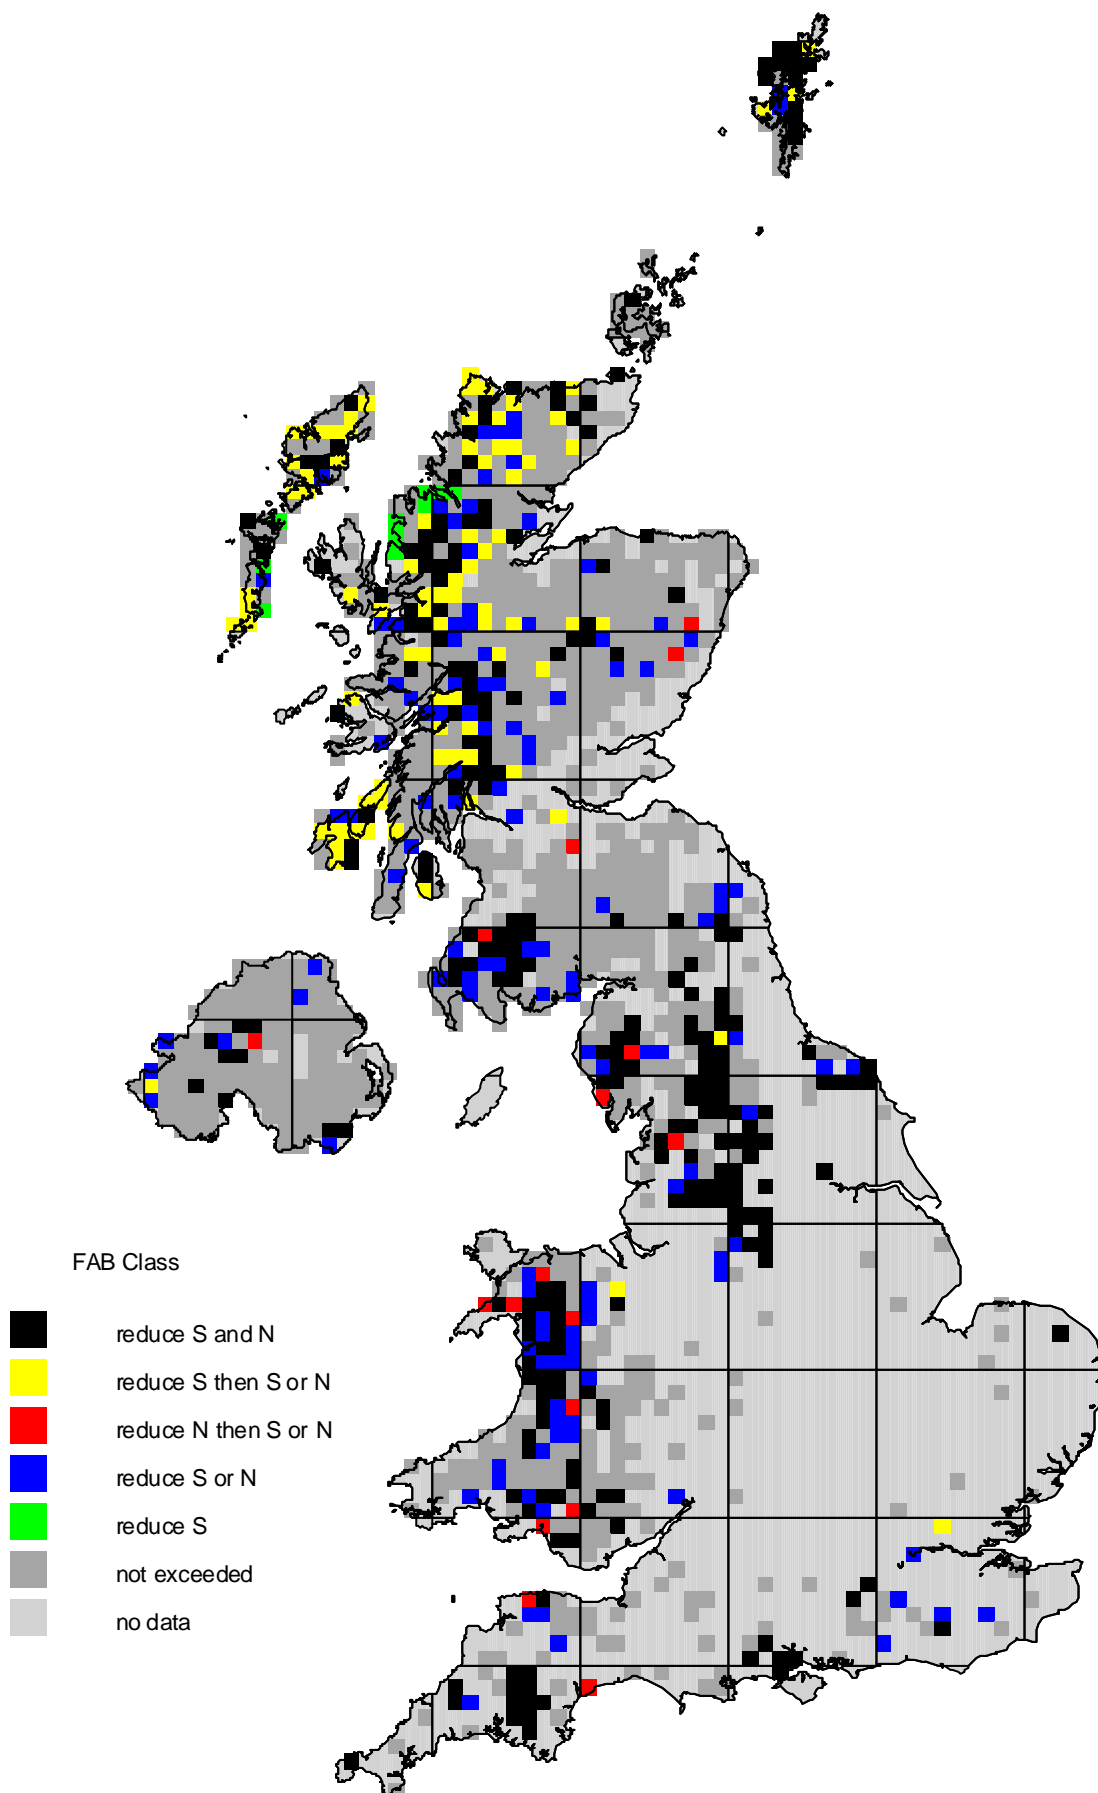 FAB Class
reduce S and N
reduce S then S or N
reduce N then S or N
reduce S or N
reduce S
not exceeded
no data